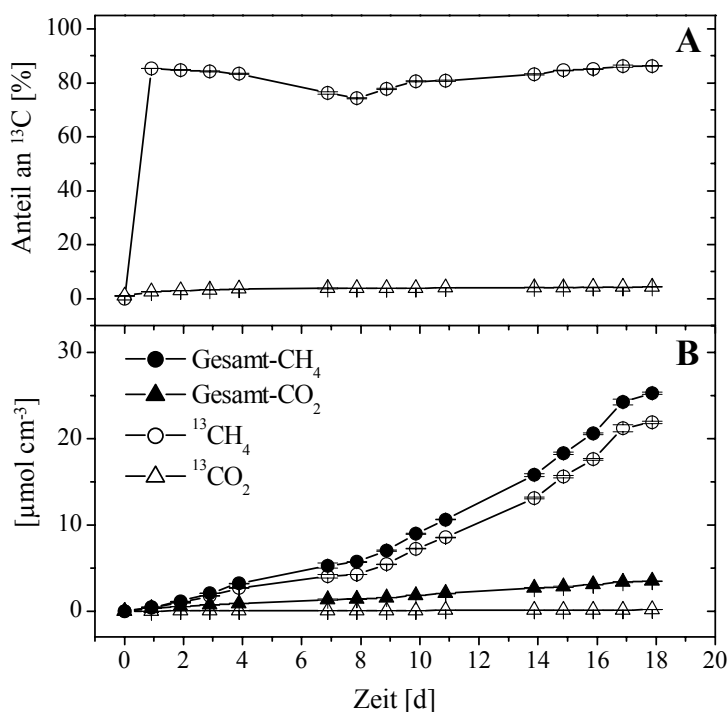 A
100
80
60
40
20
0
Anteil an ¹³C [%]
B
30
20
10
0
[µmol cm⁻³]
Gesamt-CH₄
Gesamt-CO₂
¹³CH₄
¹³CO₂
0 2 4 6 8 10 12 14 16 18 20
Zeit [d]